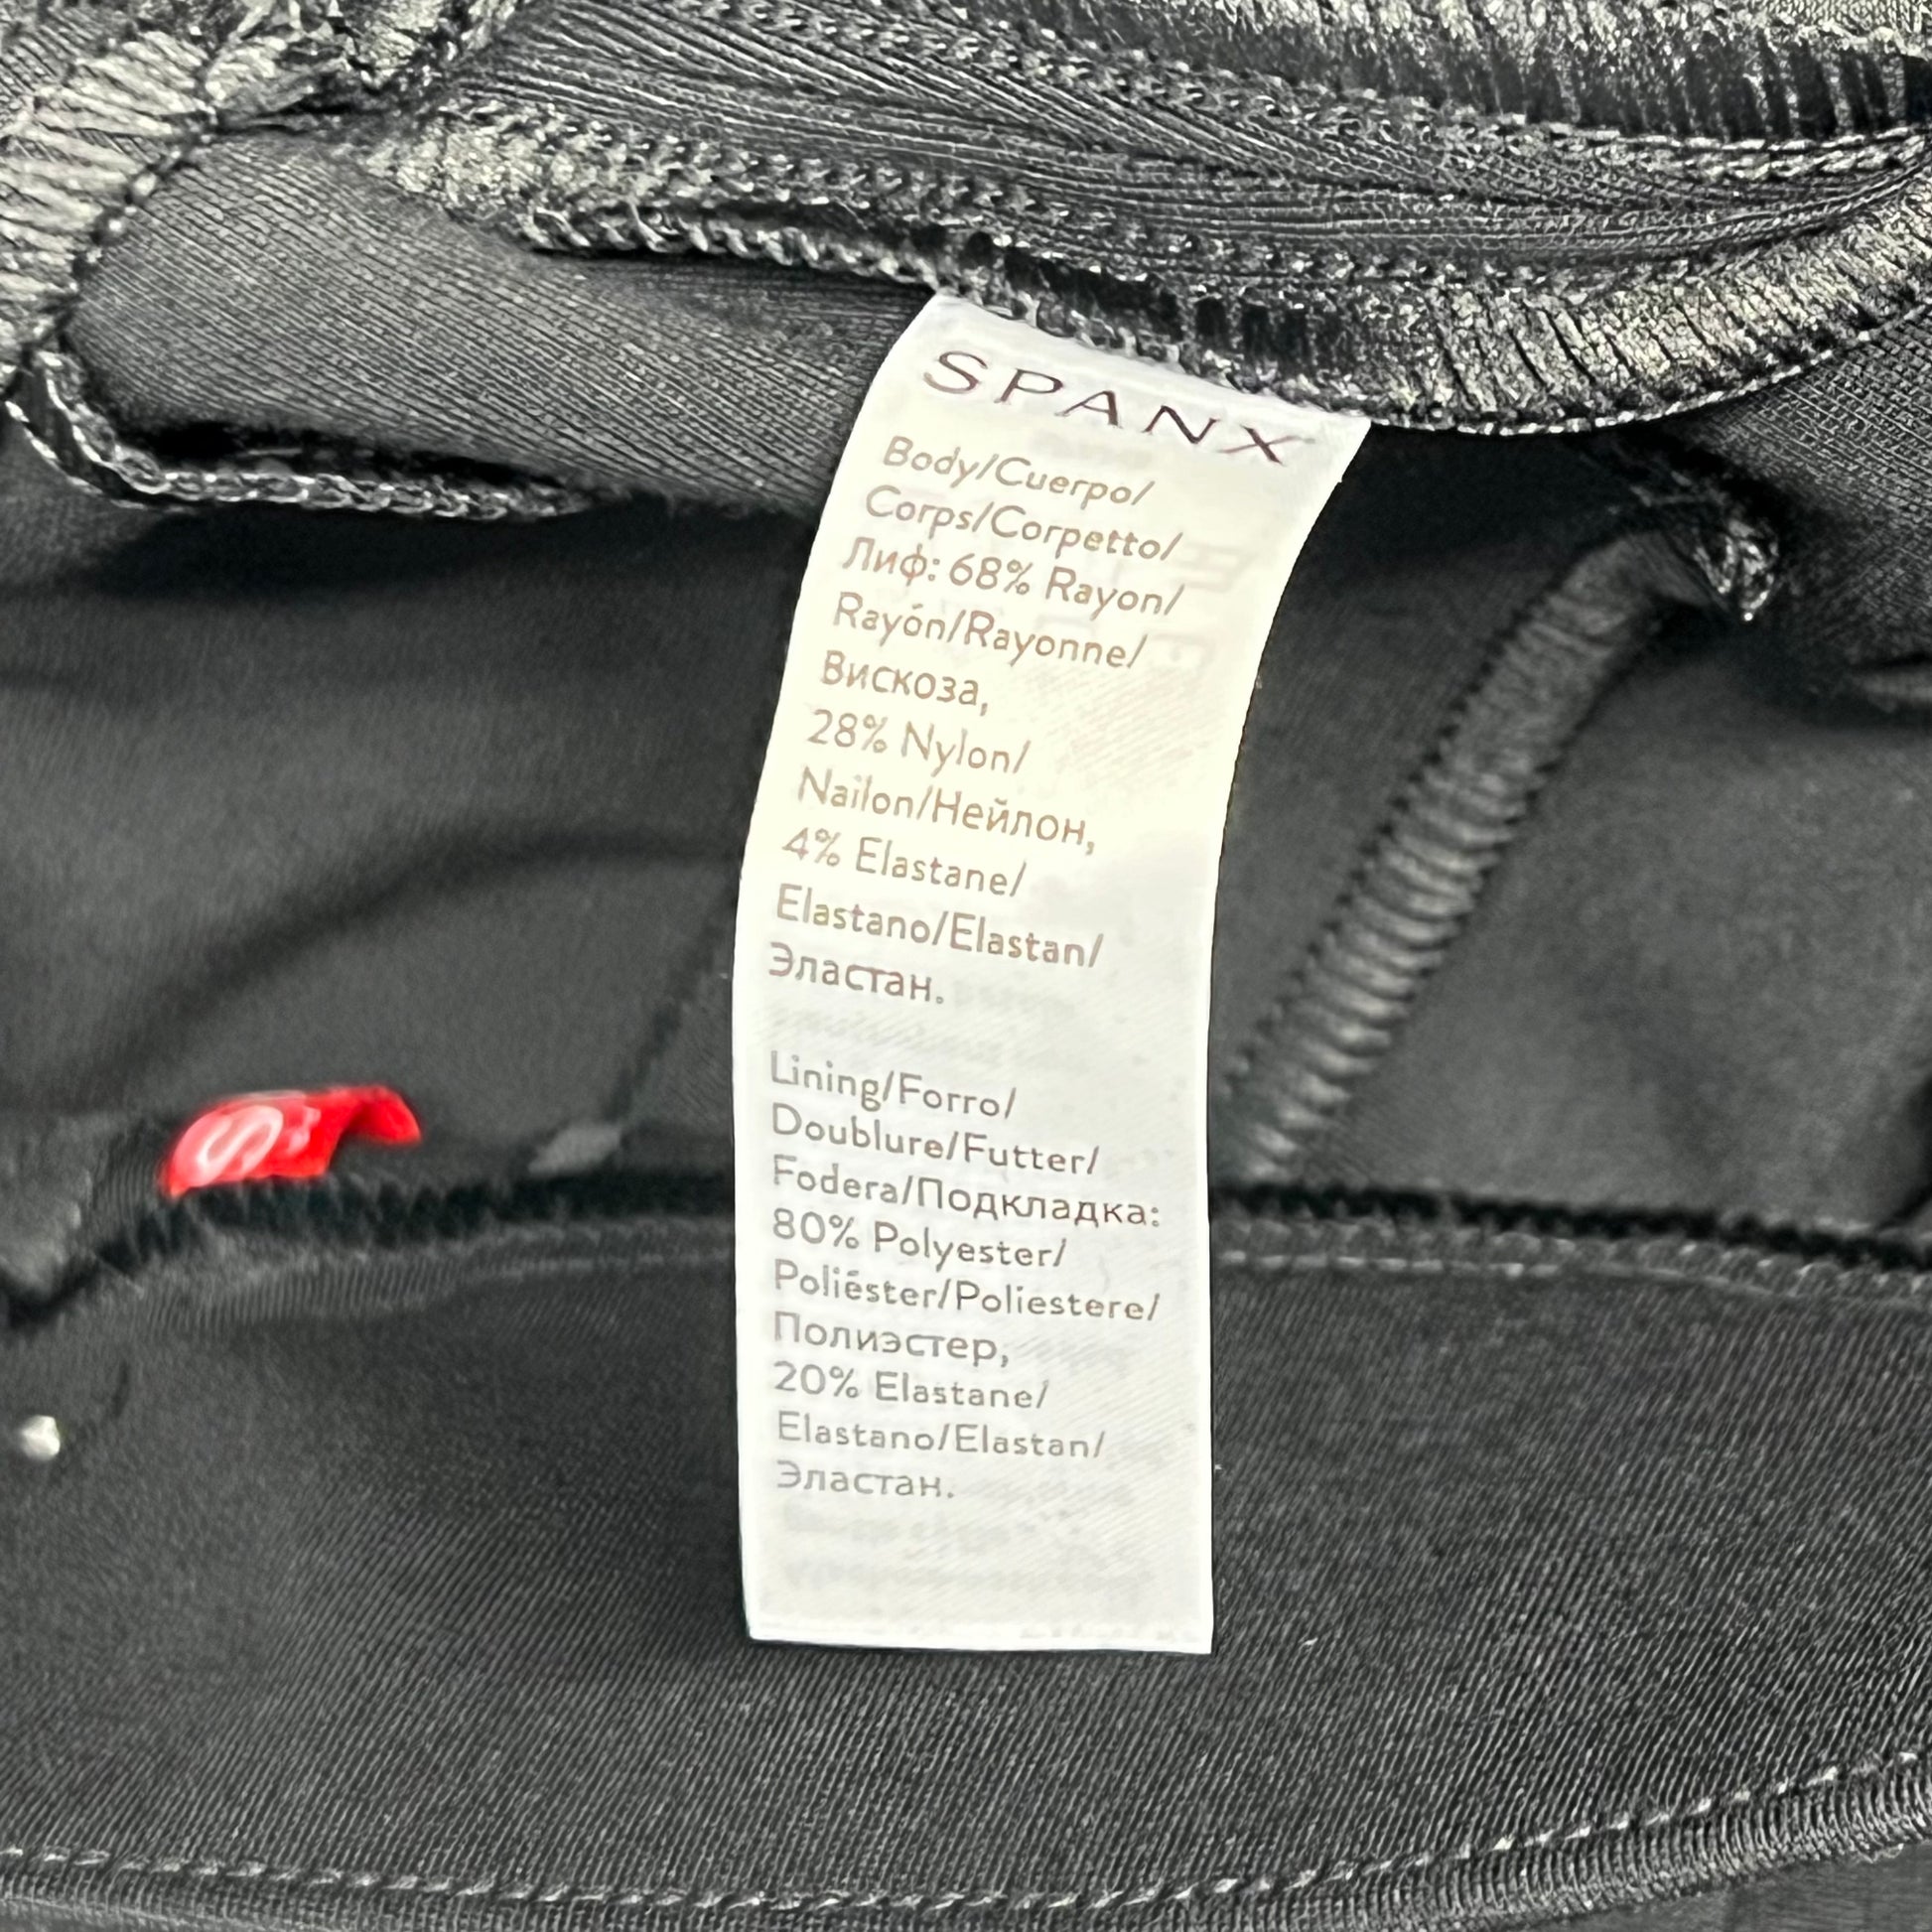 SPANX
Body/Cuerpo/
Corps/Corpetto/
Лиф: 68% Rayon/
Rayón/Rayonne/
Вискоза,
28% Nylon/
Nailon/Нейлон,
4% Elastane/
Elastano/Elastan/
Эластан.
Lining/Forro/
Doublure/Futter/
Fodera/Подкладка:
80% Polyester/
Poliéster/Poliestere/
Полиэстер,
20% Elastane/
Elastano/Elastan/
Эластан.
S